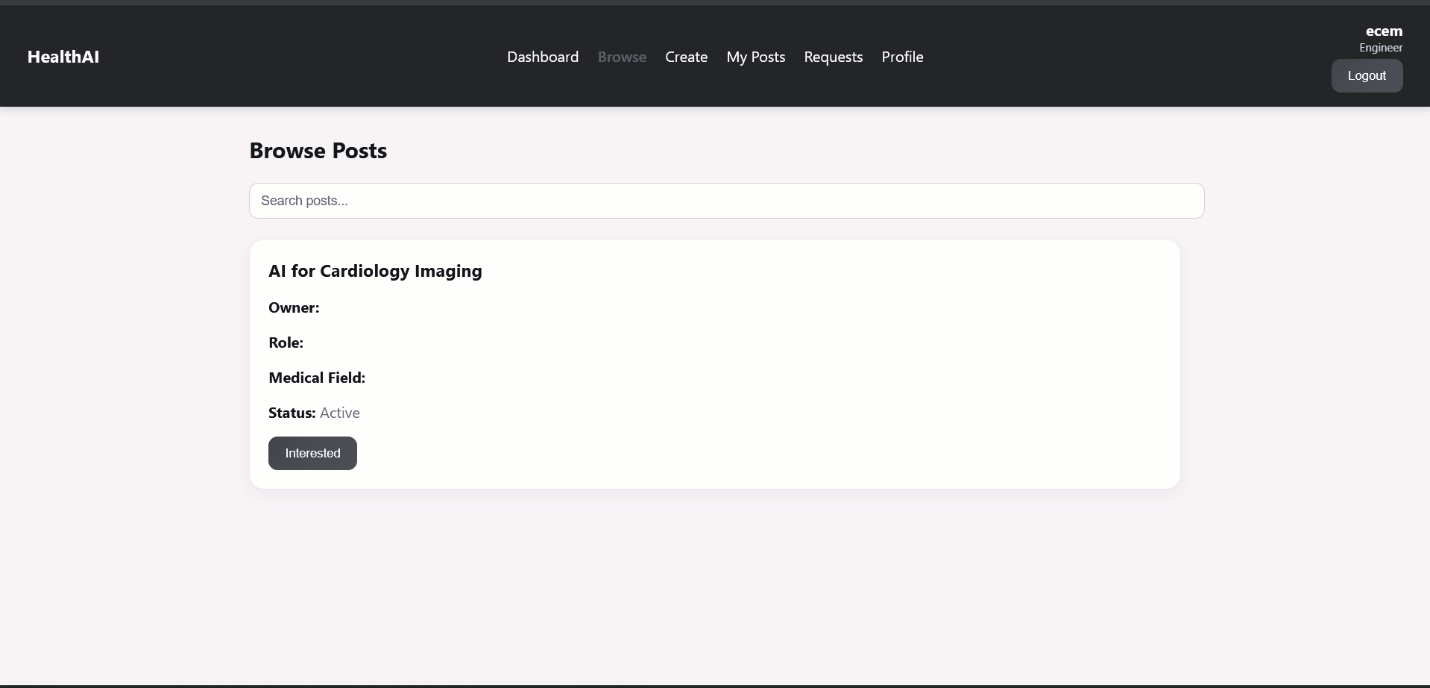 HealthAI
Dashboard Browse Create My Posts Requests Profile
ecem
Engineer
Logout
Browse Posts
Search posts...
AI for Cardiology Imaging
Owner:
Role:
Medical Field:
Status: Active
Interested